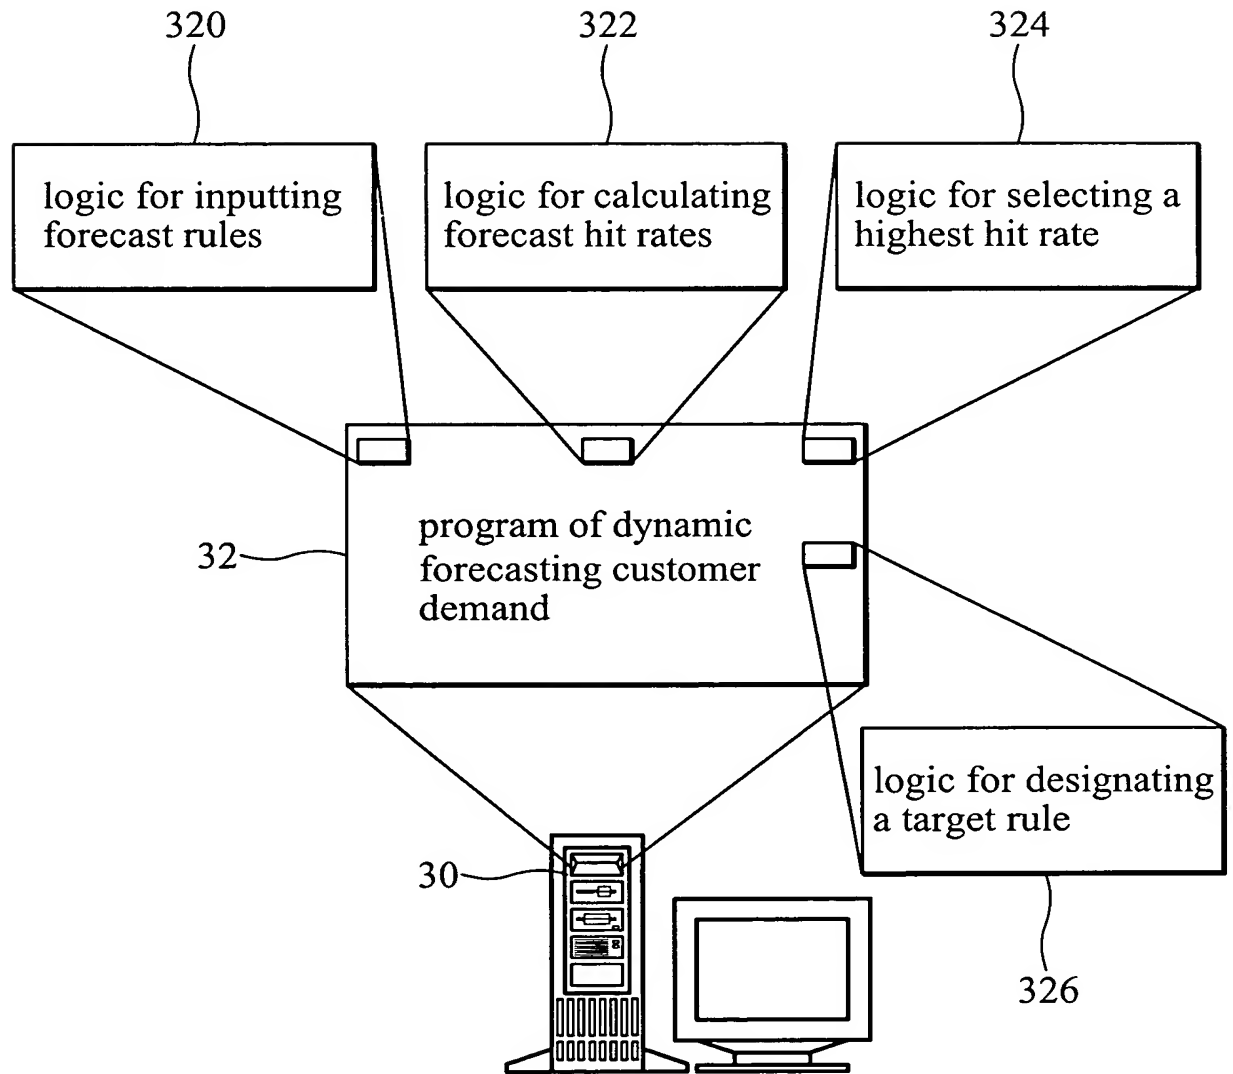 320
322
324
logic for inputting
forecast rules
logic for calculating
forecast hit rates
logic for selecting a
highest hit rate
program of dynamic
forecasting customer
demand
32
logic for designating
a target rule
30
326